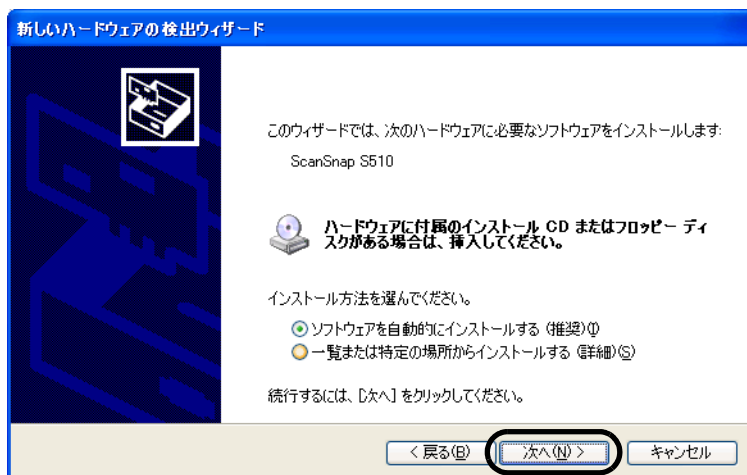 新しいハードウェアの検出ウィザード
このウィザードでは、次のハードウェアに必要なソフトウェアをインストールします:
ScanSnap S510
ハードウェアに付属のインストール CD またはフロッピー ディ
スクがある場合は、挿入してください。
インストール方法を選んでください。
ソフトウェアを自動的にインストールする (推奨)(I)
一覧または特定の場所からインストールする (詳細)(S)
続行するには、[次へ] をクリックしてください。
< 戻る(B) 次へ(N) > キャンセル